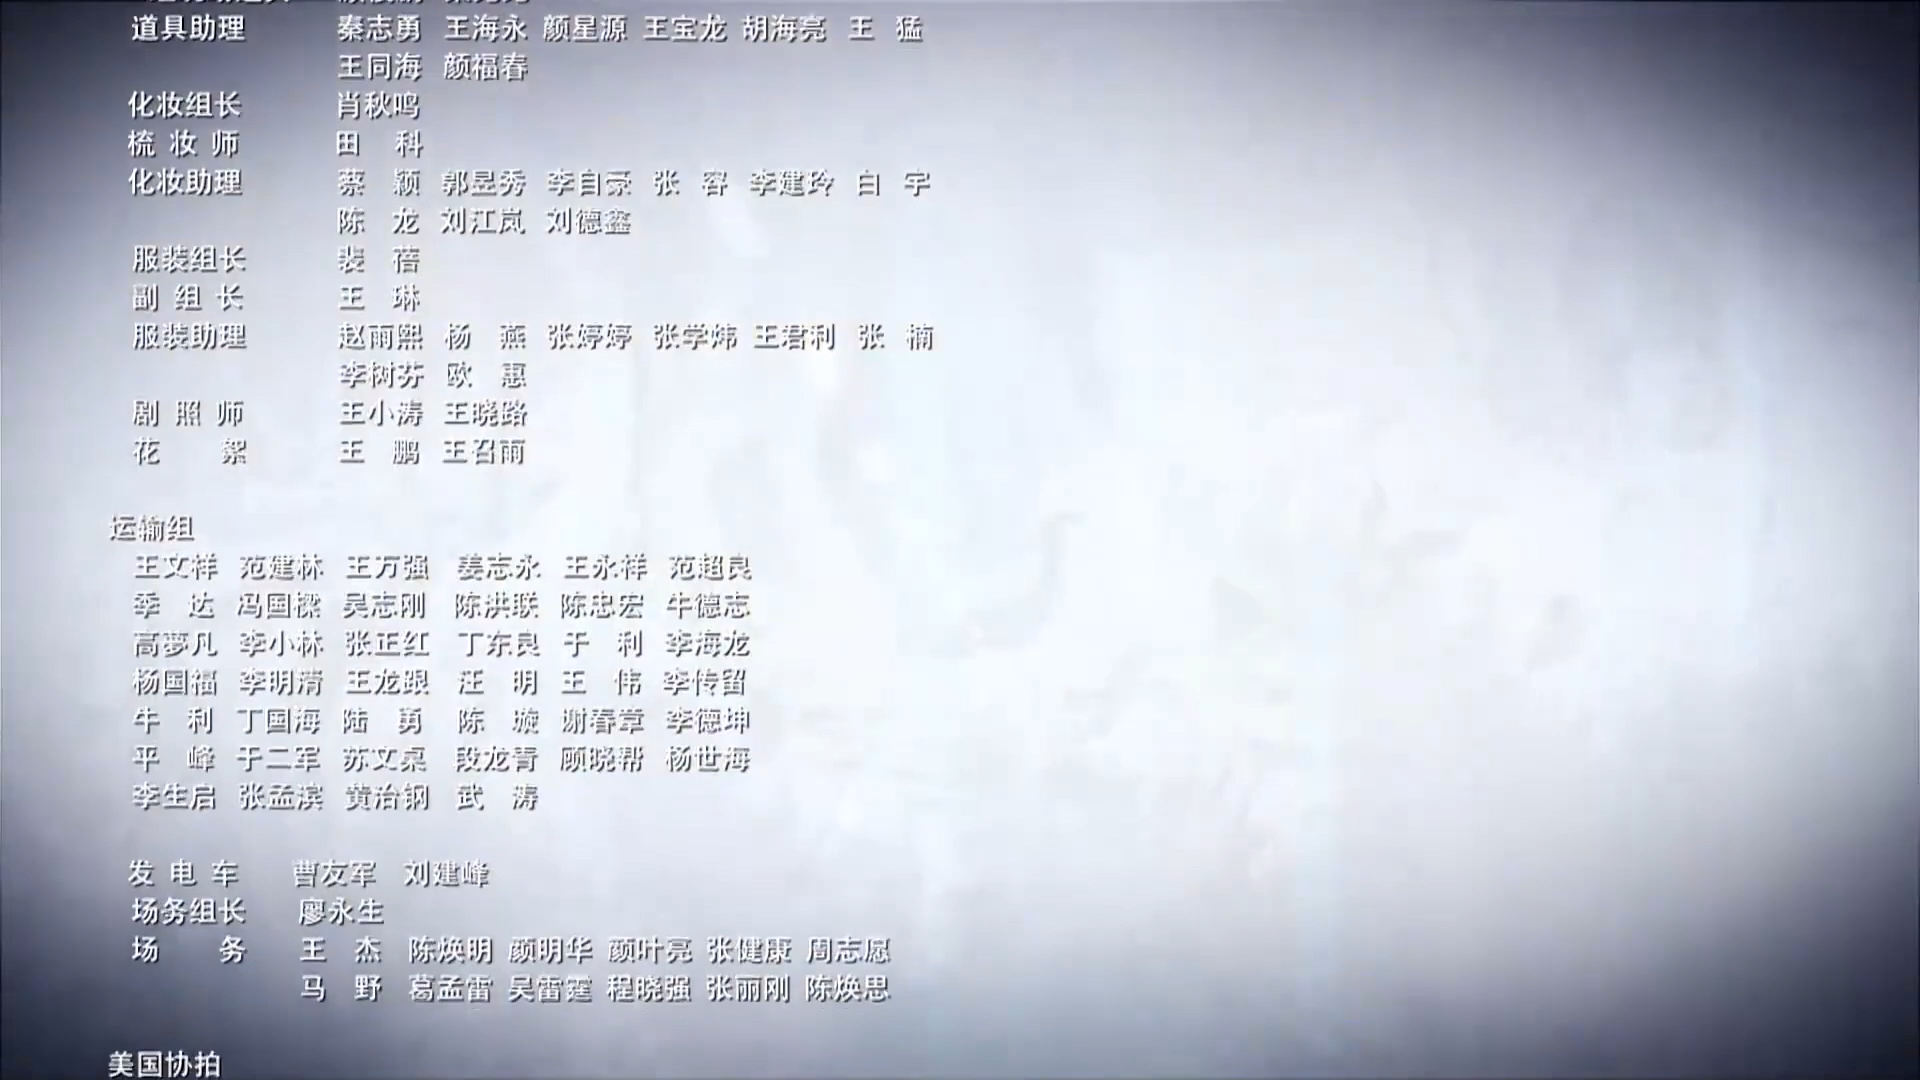 道具助理 秦志勇 王海永 颜星源 王宝龙 胡海亮 王 猛
王同海 颜福春
化妆组长 肖秋鸣
梳 妆 师 田 科
化妆助理 蔡 颖 郭昱秀 李自豪 张 容 李建玲 白 宇
陈 龙 刘江岚 刘德鑫
服装组长 裴 蓓
副 组 长 王 琳
服装助理 赵雨熙 杨 燕 张婷婷 张学炜 王君利 张 楠
李树芬 欧 惠
剧 照 师 王小涛 王晓路
花 絮 王 鹏 王召雨
运输组
王文样 范建林 王万强 姜志永 王永祥 范超良
季 达 冯国樑 吴志刚 陈洪联 陈忠宏 牛德志
高夢凡 李小林 张正红 丁东良 于 利 李海龙
杨国福 李明清 王龙跟 汪 明 王 伟 李传留
牛 利 丁国海 陆 勇 陈 璇 谢春章 李德坤
平 峰 于二军 苏文桌 段龙青 顾晓帮 杨世海
李生启 张孟滨 黄治钢 武 涛
发 电 车 曹友军 刘建峰
场务组长 廖永生
场 务 王 杰 陈焕明 颜明华 颜叶亮 张健康 周志愿
马 野 葛孟雷 吴雷霆 程晓强 张丽刚 陈焕思
美国协拍